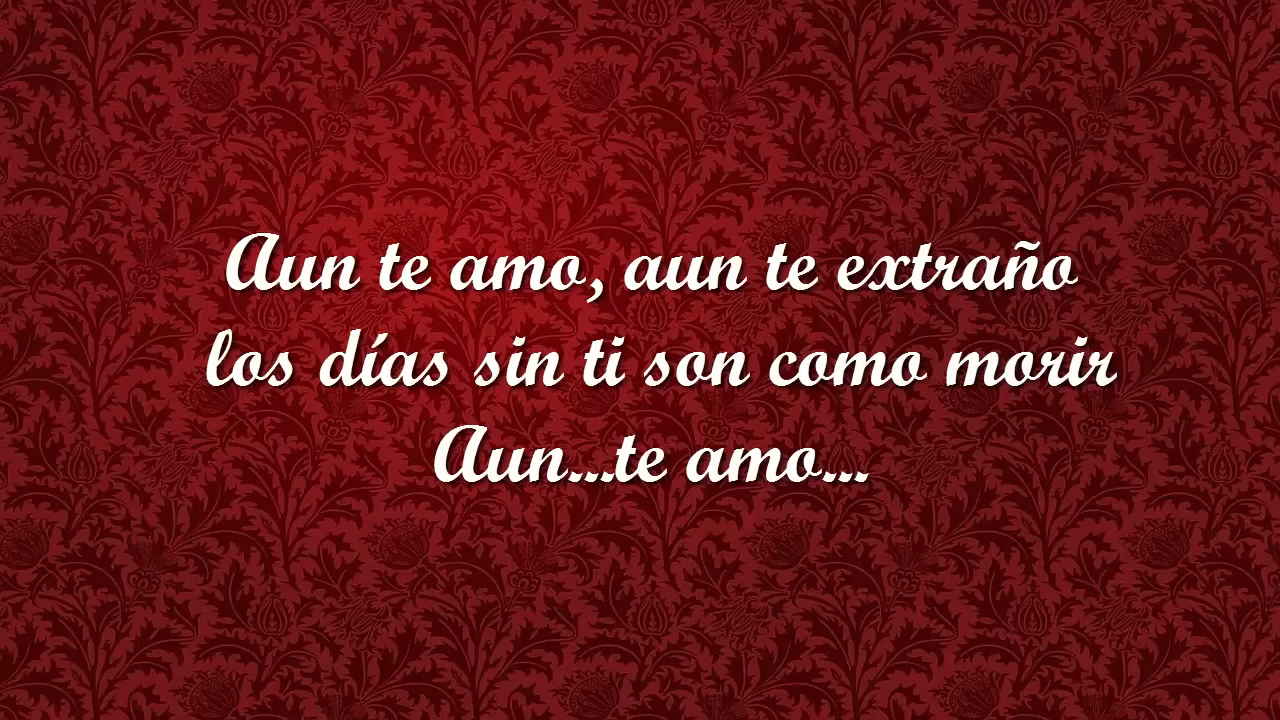 Aun te amo, aun te extraño
los días sin ti son como morir
Aun...te amo...